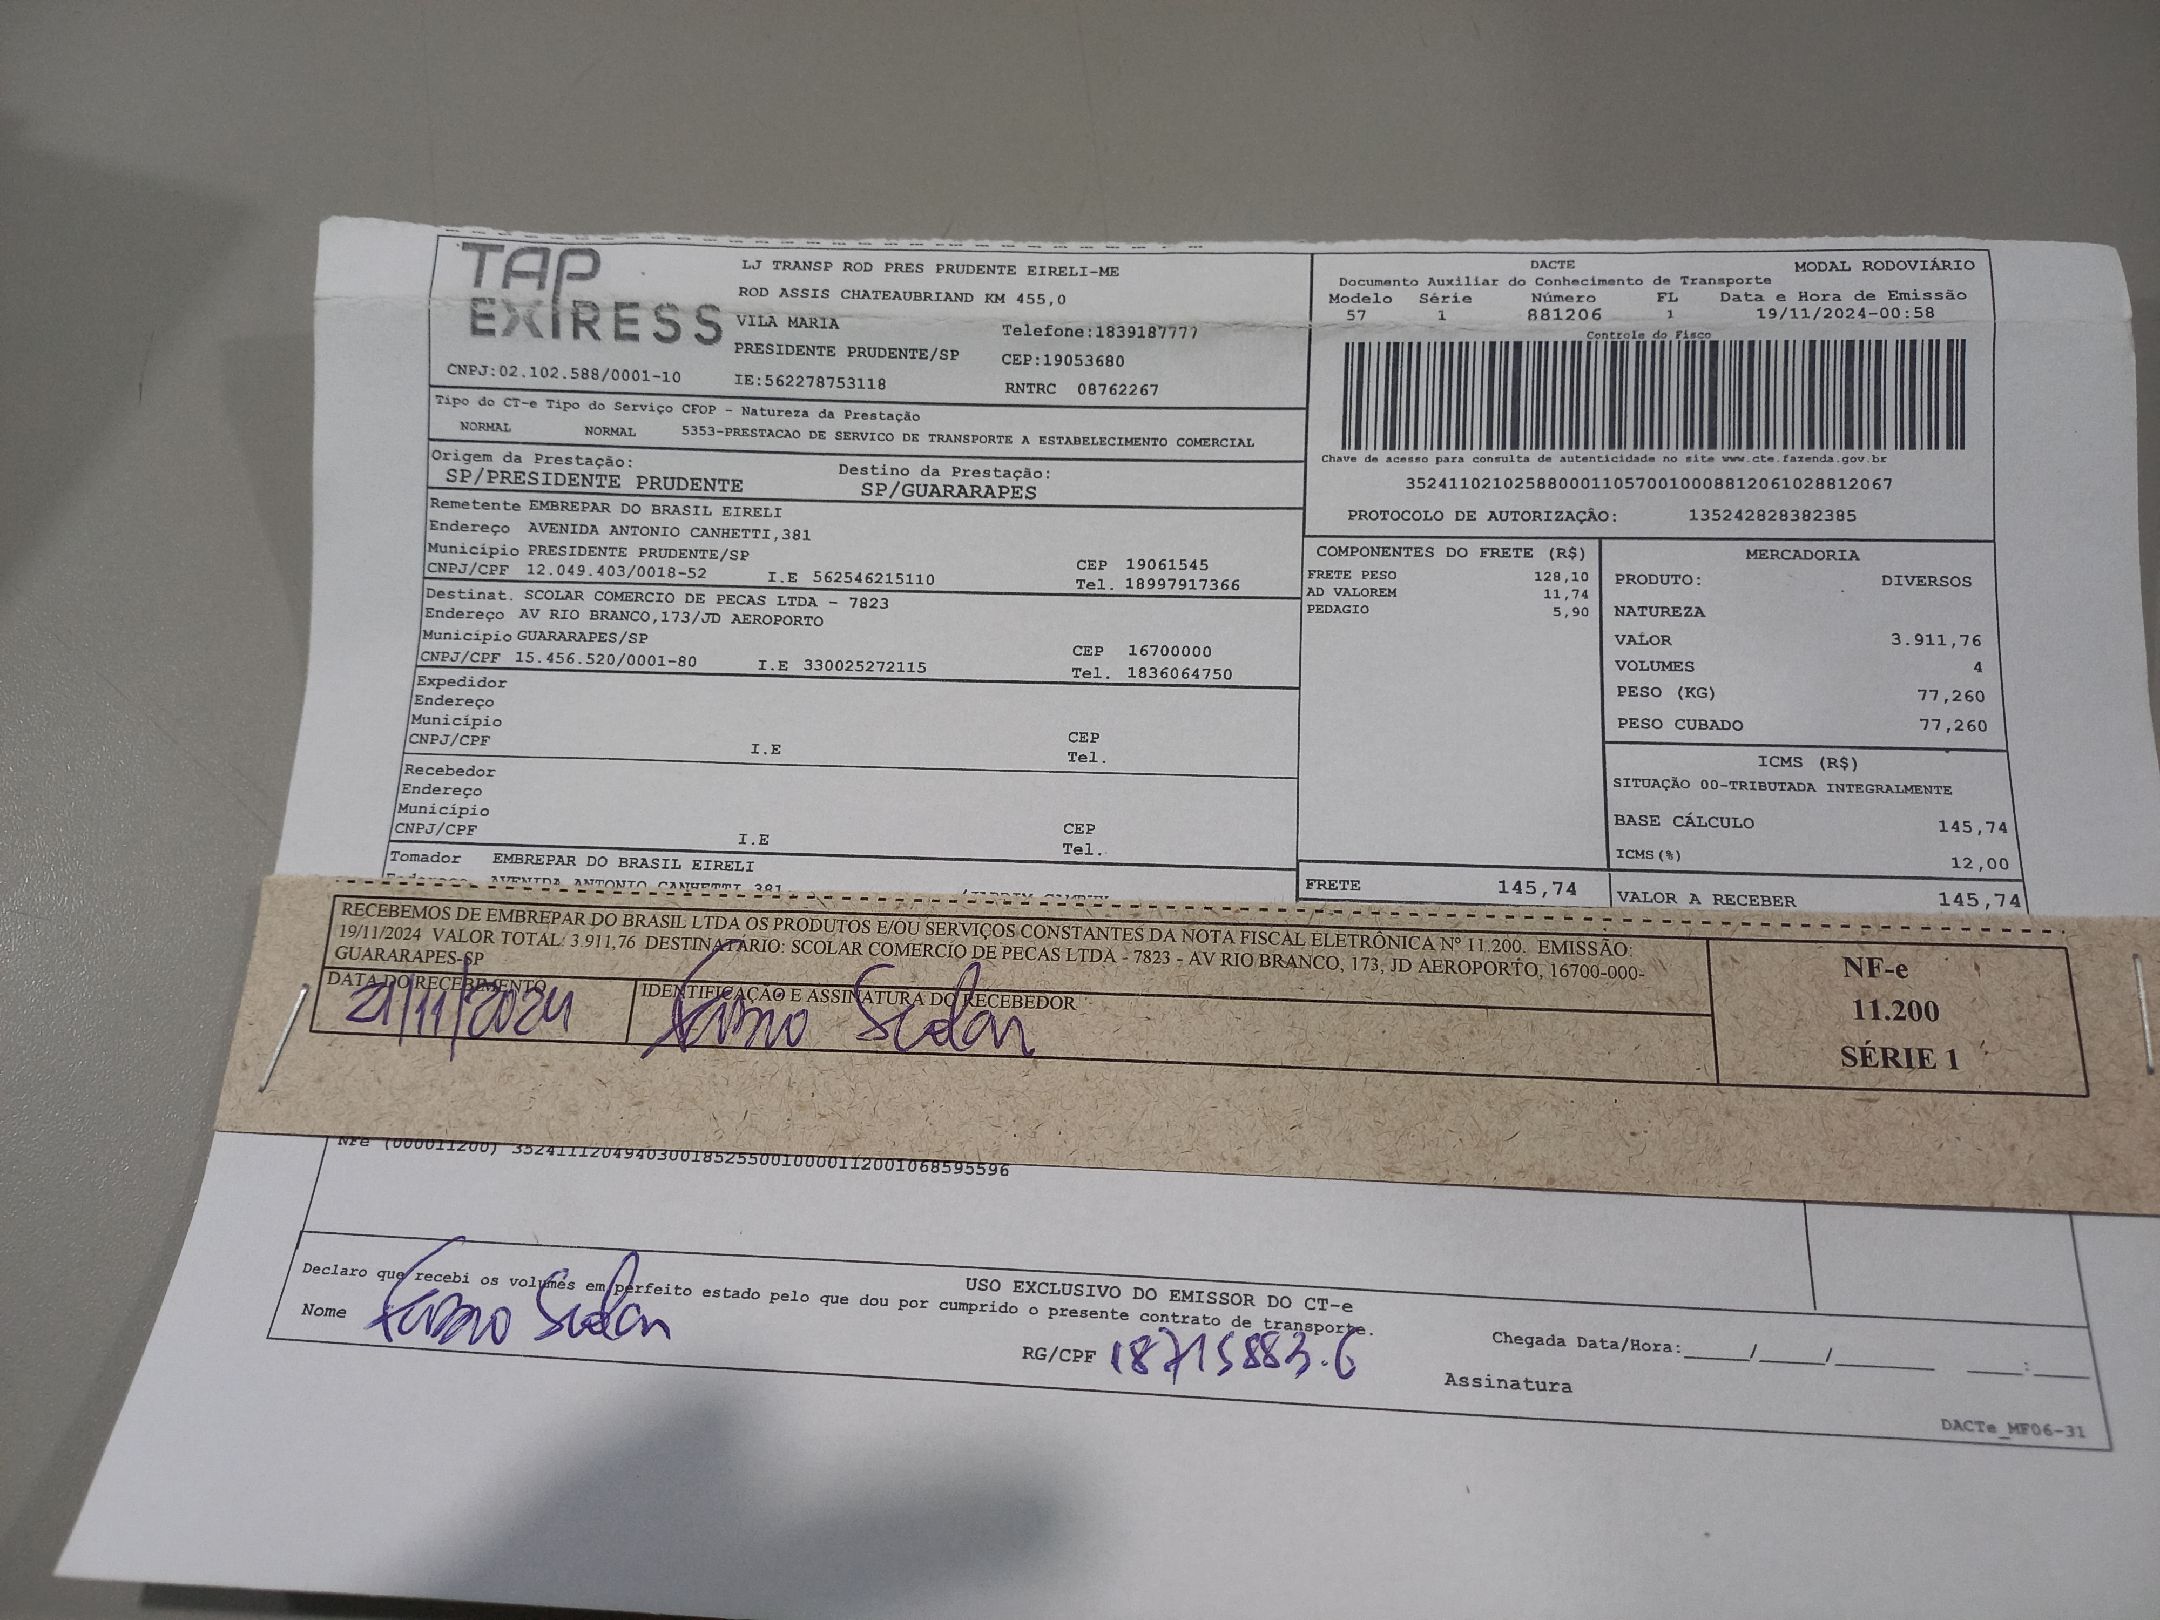 TAP
EXIRESS
LJ TRANSP ROD PRES PRUDENTE EIRELI-ME
ROD ASSIS CHATEAUBRIAND KM 455,0
VILA MARIA Telefone:1839187777
PRESIDENTE PRUDENTE/SP CEP:19053680
CNPJ:02.102.588/0001-10 IE:562278753118 RNTRC 08762267
DACTE MODAL RODOVIÁRIO
Documento Auxiliar do Conhecimento de Transporte
Modelo Série Número FL Data e Hora de Emissão
57 1 881206 1 19/11/2024-00:58
Controle do Fisco
Chave de acesso para consulta de autenticidade no site www.cte.fazenda.gov.br
35241102102588000110570010008812061028812067
PROTOCOLO DE AUTORIZAÇÃO: 135242828382385
Tipo do CT-e Tipo do Serviço CFOP - Natureza da Prestação
NORMAL NORMAL 5353-PRESTACAO DE SERVICO DE TRANSPORTE A ESTABELECIMENTO COMERCIAL
Origem da Prestação: Destino da Prestação:
SP/PRESIDENTE PRUDENTE SP/GUARARAPES
Remetente EMBREPAR DO BRASIL EIRELI
Endereço AVENIDA ANTONIO CANHETTI,381
Município PRESIDENTE PRUDENTE/SP CEP 19061545
CNPJ/CPF 12.049.403/0018-52 I.E 562546215110 Tel. 18997917366
Destinat. SCOLAR COMERCIO DE PECAS LTDA - 7823
Endereço AV RIO BRANCO,173/JD AEROPORTO
Município GUARARAPES/SP CEP 16700000
CNPJ/CPF 15.456.520/0001-80 I.E 330025272115 Tel. 1836064750
Expedidor
Endereço
Município CEP
CNPJ/CPF I.E Tel.
Recebedor
Endereço
Município CEP
CNPJ/CPF I.E Tel.
Tomador EMBREPAR DO BRASIL EIRELI
AVENIDA ANTONIO CANHETTI,381
COMPONENTES DO FRETE (R$)
FRETE PESO 128,10
AD VALOREM 11,74
PEDAGIO 5,90
FRETE 145,74
MERCADORIA
PRODUTO: DIVERSOS
NATUREZA
VALOR 3.911,76
VOLUMES 4
PESO (KG) 77,260
PESO CUBADO 77,260
ICMS (R$)
SITUAÇÃO 00-TRIBUTADA INTEGRALMENTE
BASE CÁLCULO 145,74
ICMS(%) 12,00
VALOR A RECEBER 145,74
RECEBEMOS DE EMBREPAR DO BRASIL LTDA OS PRODUTOS E/OU SERVIÇOS CONSTANTES DA NOTA FISCAL ELETRÔNICA Nº 11.200. EMISSÃO:
19/11/2024 VALOR TOTAL: 3.911,76 DESTINATÁRIO: SCOLAR COMERCIO DE PECAS LTDA - 7823 - AV RIO BRANCO, 173, JD AEROPORTO, 16700-000-
GUARARAPES-SP
DATA DO RECEBIMENTO IDENTIFICAÇÃO E ASSINATURA DO RECEBEDOR
21/11/2024 Fabio Scolar
NF-e
11.200
SÉRIE 1
Nfe (000011200) 35241112049403001852550010000112001068595596
USO EXCLUSIVO DO EMISSOR DO CT-e
Declaro que recebi os volumes em perfeito estado pelo que dou por cumprido o presente contrato de transporte.
Nome Fabio Scolar RG/CPF 18715883.6 Chegada Data/Hora:_____/_____/_______ ____:____
Assinatura
DACTe_MF06-31